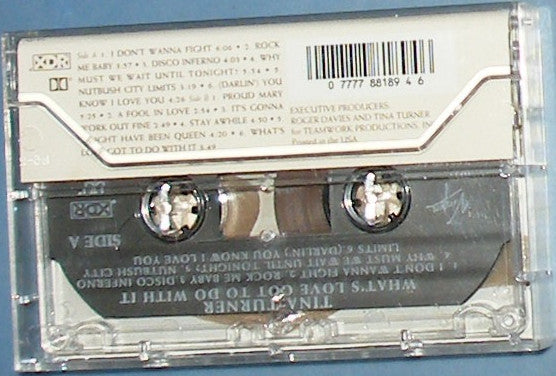 XDR
Side A 1. I DON'T WANNA FIGHT 6:06 • 2. ROCK
ME BABY 3:57 • 3. DISCO INFERNO 4:03 • 4. WHY
MUST WE WAIT UNTIL TONIGHT? 5:54 • 5.
NUTBUSH CITY LIMITS 3:19 • 6. (DARLIN') YOU
KNOW I LOVE YOU 4:26 Side B 1. PROUD MARY
5:25 • 2. A FOOL IN LOVE 2:54 • 3. IT'S GONNA
WORK OUT FINE 2:49 • 4. STAY AWHILE 4:50 • 5.
MIGHT HAVE BEEN QUEEN 4:20 • 6. WHAT'S
LOVE GOT TO DO WITH IT 3:49
0 7777 88189 4 6
EXECUTIVE PRODUCERS:
ROGER DAVIES AND TINA TURNER
for TEAMWORK PRODUCTIONS, IN
Printed in the USA.
TINA TURNER
WHAT'S LOVE GOT TO DO WITH IT
1. I DON'T WANNA FIGHT 2. ROCK ME BABY 3. DISCO INFERNO
4. WHY MUST WE WAIT UNTIL TONIGHT? 5. NUTBUSH CITY
LIMITS 6. (DARLIN') YOU KNOW I LOVE YOU
SIDE A
XDR